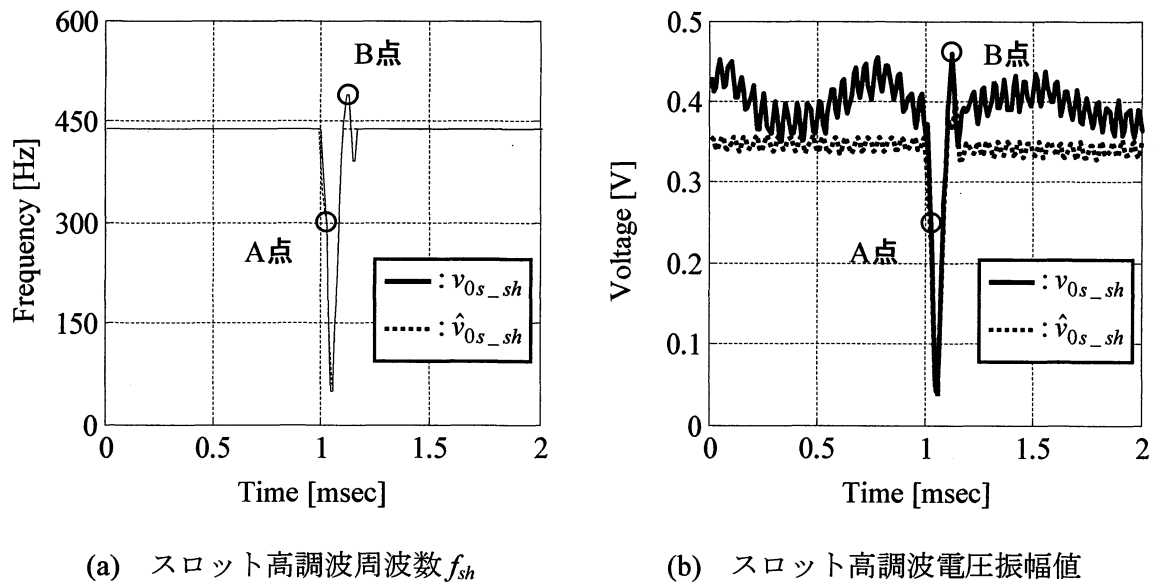 600
450
300
150
0
Frequency [Hz]
B点
A点
: v0s_sh
: v̂0s_sh
0 0.5 1 1.5 2
Time [msec]
(a) スロット高調波周波数 fsh
0.5
0.4
0.3
0.2
0.1
0
Voltage [V]
B点
A点
: v0s_sh
: v̂0s_sh
0 0.5 1 1.5 2
Time [msec]
(b) スロット高調波電圧振幅値